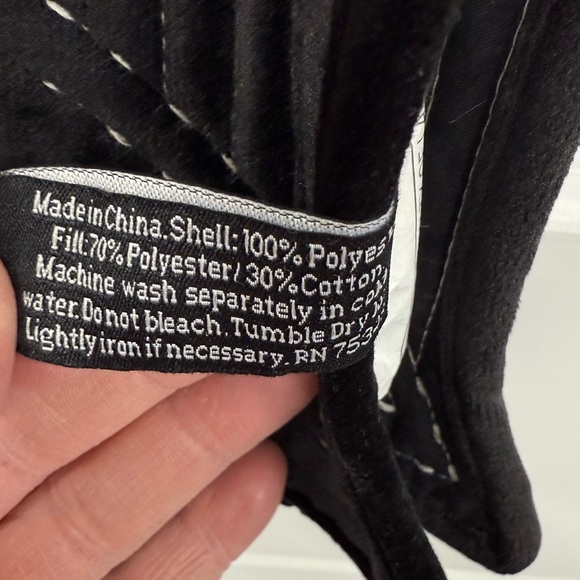 Made in China. Shell: 100% Polyes
Fill:70% Polyester/ 30% Cotton.
Machine wash separately in cold
water. Do not bleach. Tumble Dry,
Lightly iron if necessary. RN 753